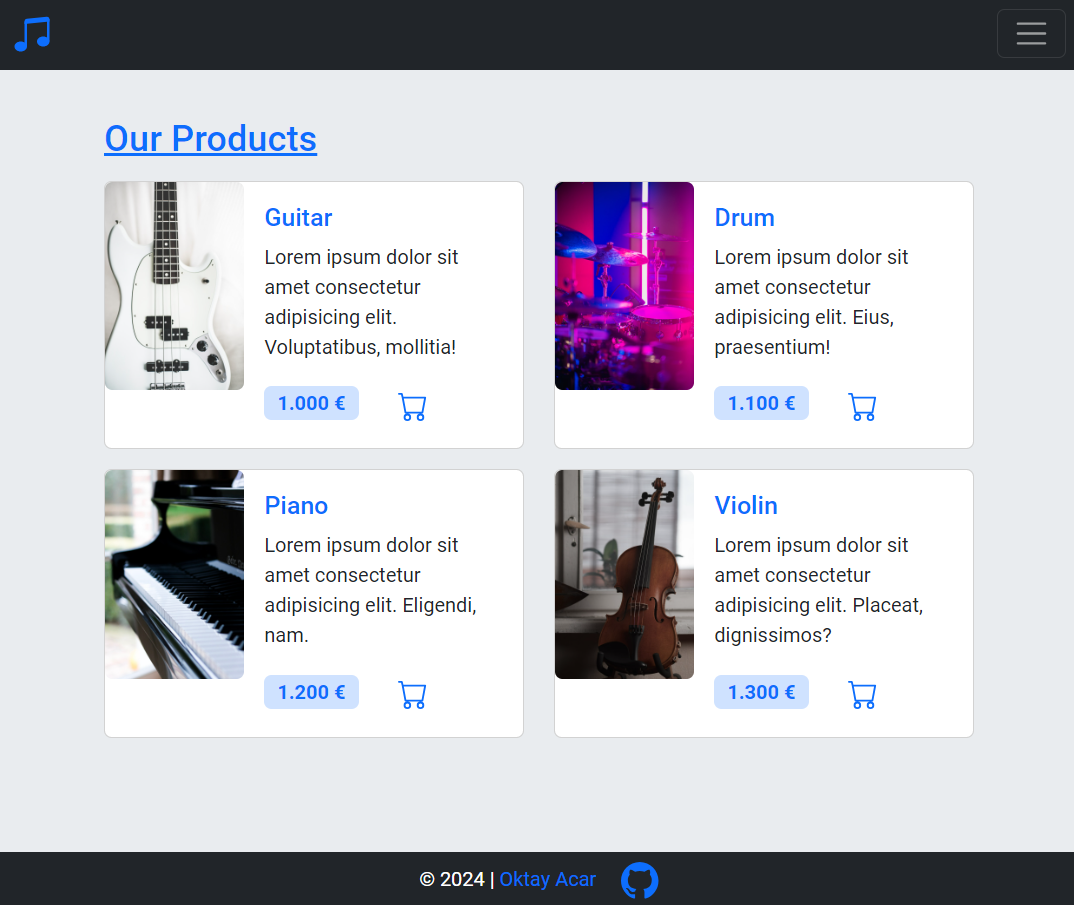 Our Products
Guitar
Lorem ipsum dolor sit
amet consectetur
adipisicing elit.
Voluptatibus, mollitia!
1.000 €
Drum
Lorem ipsum dolor sit
amet consectetur
adipisicing elit. Eius,
praesentium!
1.100 €
Piano
Lorem ipsum dolor sit
amet consectetur
adipisicing elit. Eligendi,
nam.
1.200 €
Violin
Lorem ipsum dolor sit
amet consectetur
adipisicing elit. Placeat,
dignissimos?
1.300 €
© 2024 | Oktay Acar